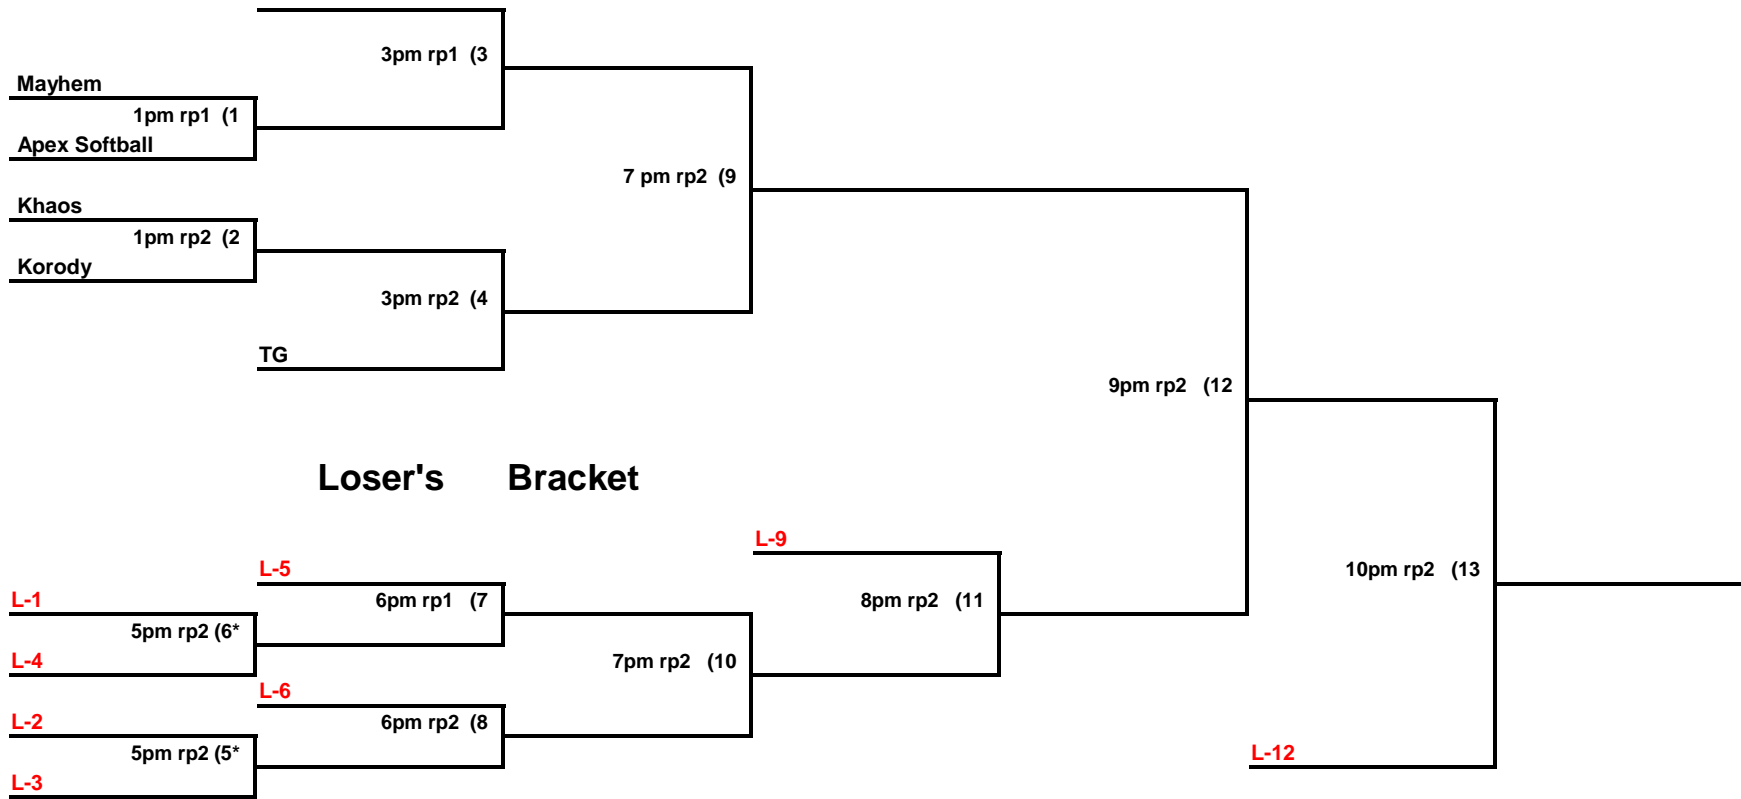 3pm rp1 (3
Mayhem
1pm rp1 (1
Apex Softball
7 pm rp2 (9
Khaos
1pm rp2 (2
Korody
3pm rp2 (4
TG
9pm rp2 (12
Loser's Bracket
L-9
L-5
10pm rp2 (13
L-1
6pm rp1 (7
8pm rp2 (11
5pm rp2 (6*
L-4
7pm rp2 (10
L-6
L-2
6pm rp2 (8
5pm rp2 (5*
L-12
L-3